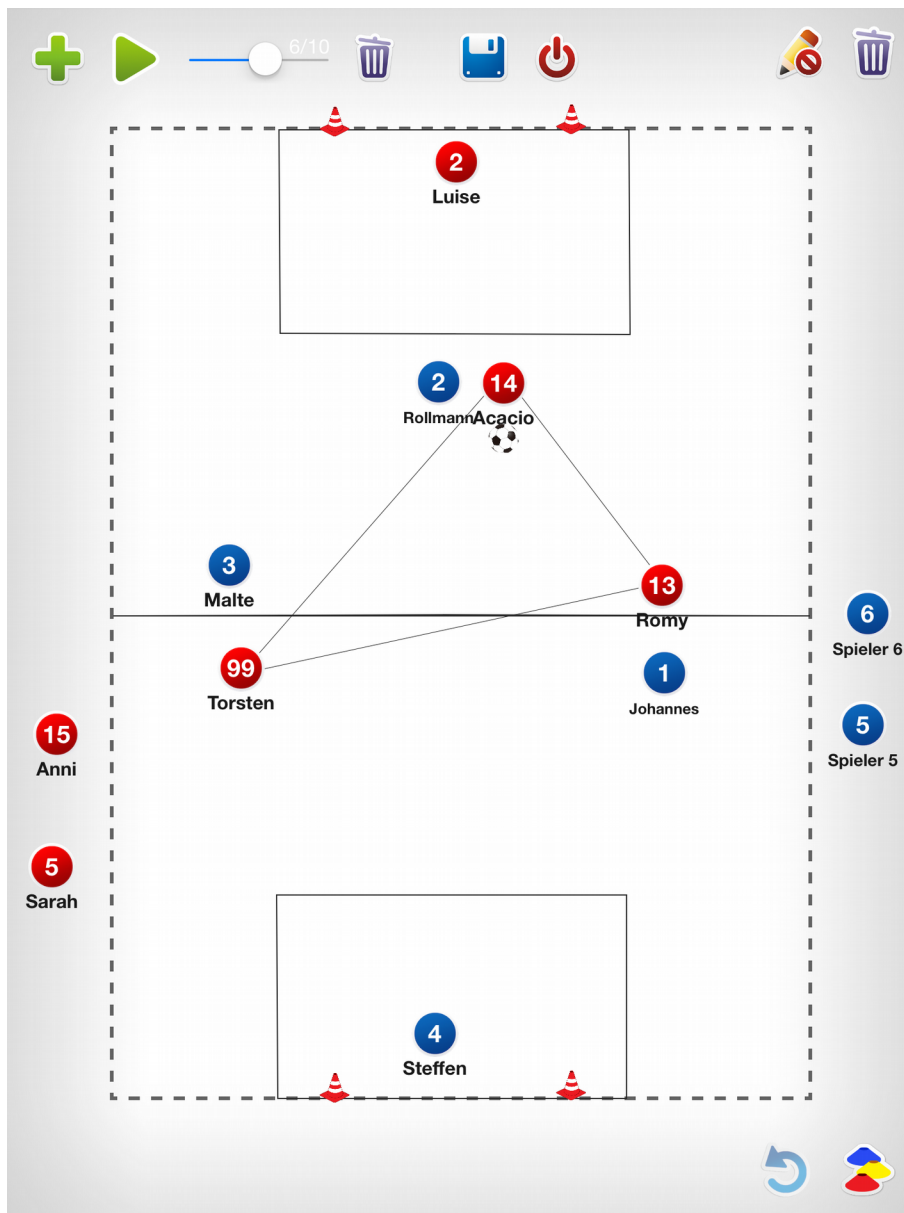 6/10
2
Luise
2
14
Rollmann
Acacio
3
Malte
13
Romy
6
Spieler 6
99
Torsten
1
Johannes
15
Anni
5
Spieler 5
5
Sarah
4
Steffen